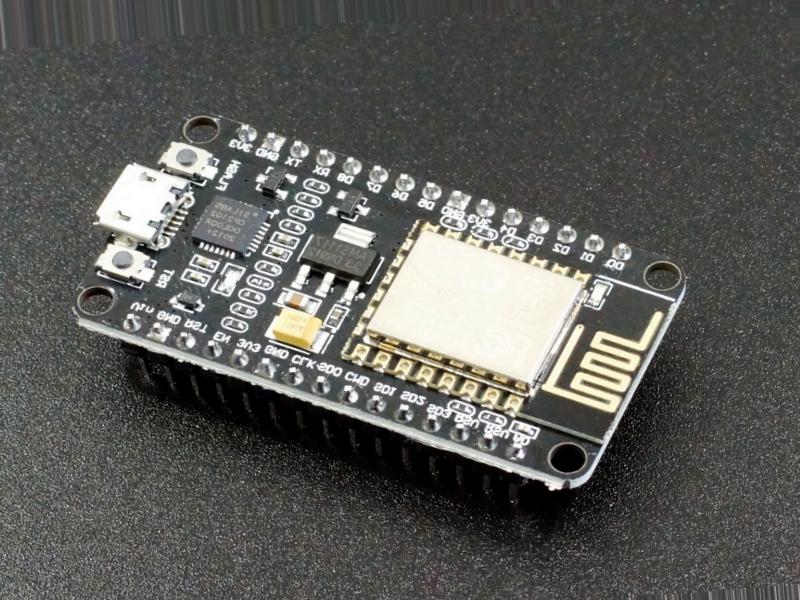 3V3 GND TX RX D8 D7 D6 D5 GND 3V3 D4 D3 D2 D1 D0
FLASH
CP2102
RST
Vin GND RST EN 3V3 GND CLK SD0 CMD SD1 SD2 SD3 RSV RSV A0